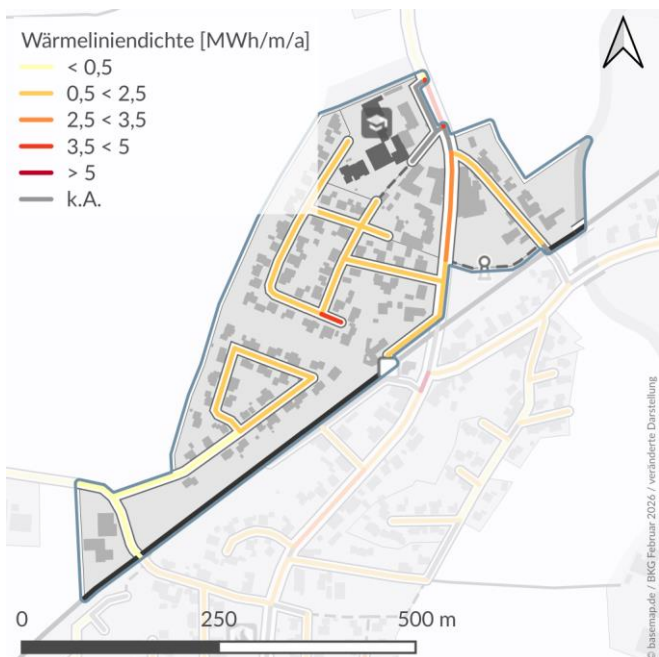 Wärmeliniendichte [MWh/m/a]
< 0,5
0,5 < 2,5
2,5 < 3,5
3,5 < 5
> 5
k.A.
0 250 500 m
© basemap.de / BKG Februar 2026 / veränderte Darstellung